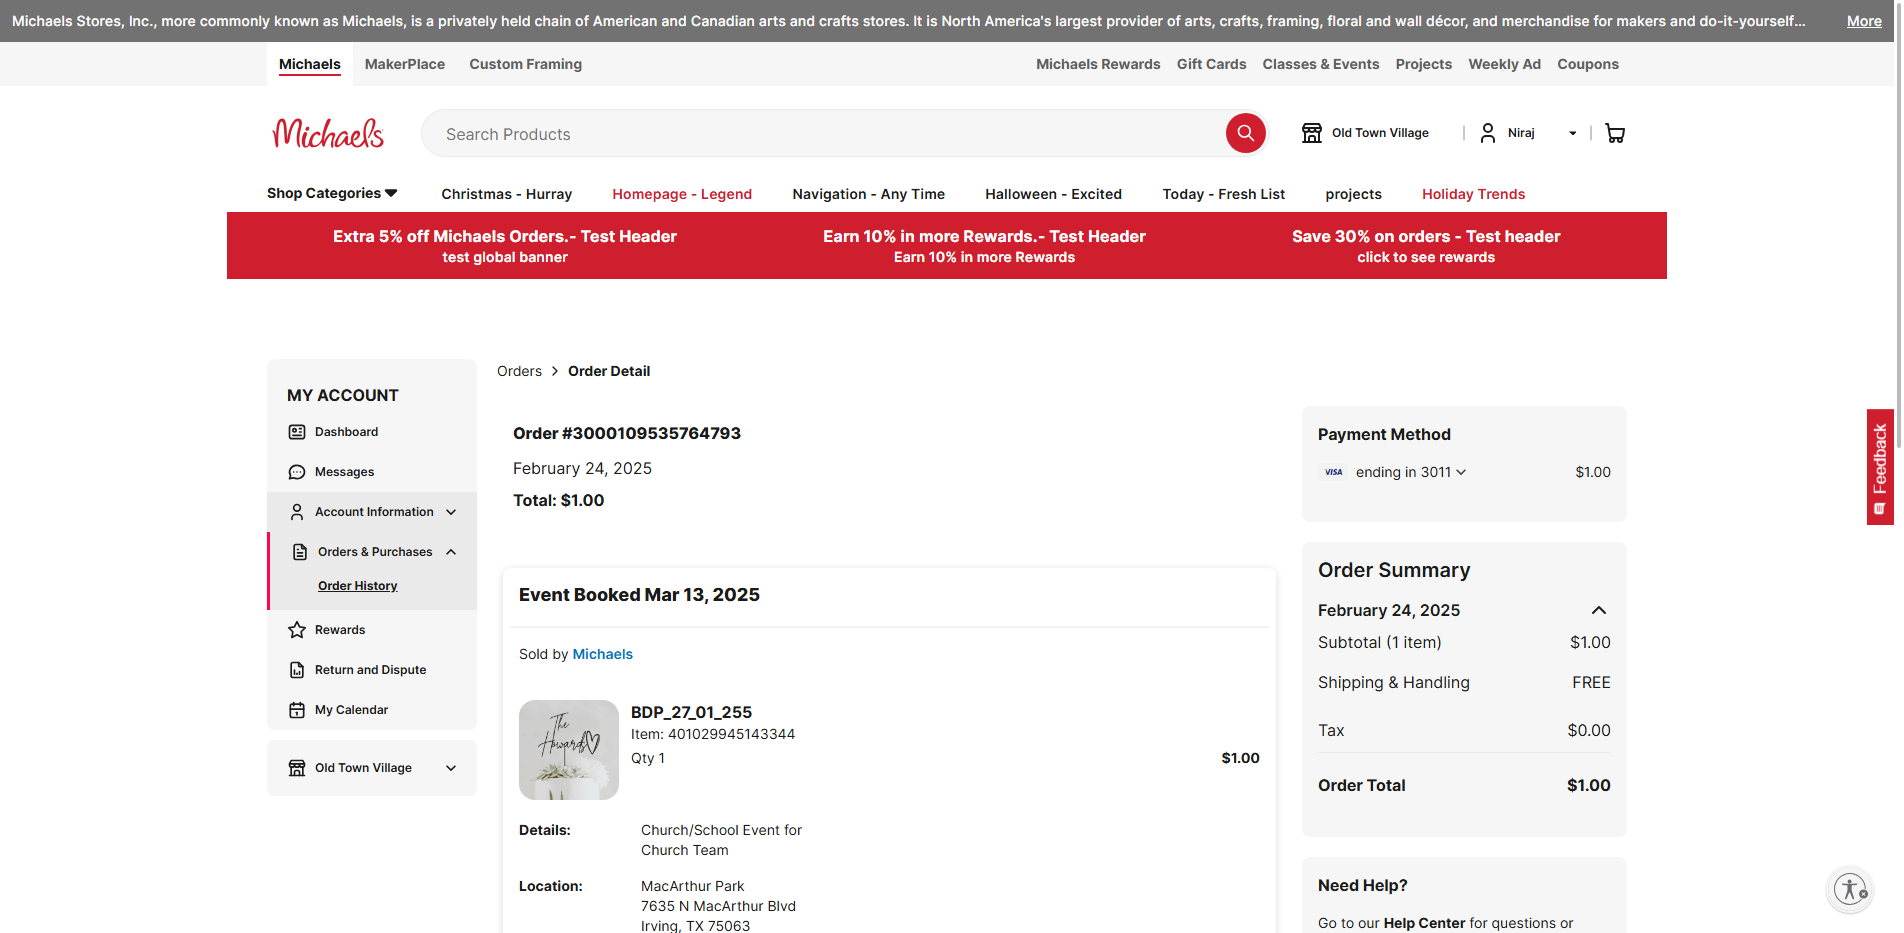 Michaels Stores, Inc., more commonly known as Michaels, is a privately held chain of American and Canadian arts and crafts stores. It is North America's largest provider of arts, crafts, framing, floral and wall décor, and merchandise for makers and do-it-yourself... More
Michaels MakerPlace Custom Framing Michaels Rewards Gift Cards Classes & Events Projects Weekly Ad Coupons
Michaels Search Products Old Town Village Niraj
Shop Categories Christmas - Hurray Homepage - Legend Navigation - Any Time Halloween - Excited Today - Fresh List projects Holiday Trends
Extra 5% off Michaels Orders.- Test Header
test global banner
Earn 10% in more Rewards.- Test Header
Earn 10% in more Rewards
Save 30% on orders - Test header
click to see rewards
MY ACCOUNT
Dashboard
Messages
Account Information
Orders & Purchases
Order History
Rewards
Return and Dispute
My Calendar
Old Town Village
Orders > Order Detail
Order #3000109535764793
February 24, 2025
Total: $1.00
Event Booked Mar 13, 2025
Sold by Michaels
The
Howards
BDP_27_01_255
Item: 401029945143344
Qty 1 $1.00
Details: Church/School Event for
Church Team
Location: MacArthur Park
7635 N MacArthur Blvd
Irving, TX 75063
Payment Method
VISA ending in 3011 $1.00
Order Summary
February 24, 2025
Subtotal (1 item) $1.00
Shipping & Handling FREE
Tax $0.00
Order Total $1.00
Need Help?
Go to our Help Center for questions or
Feedback